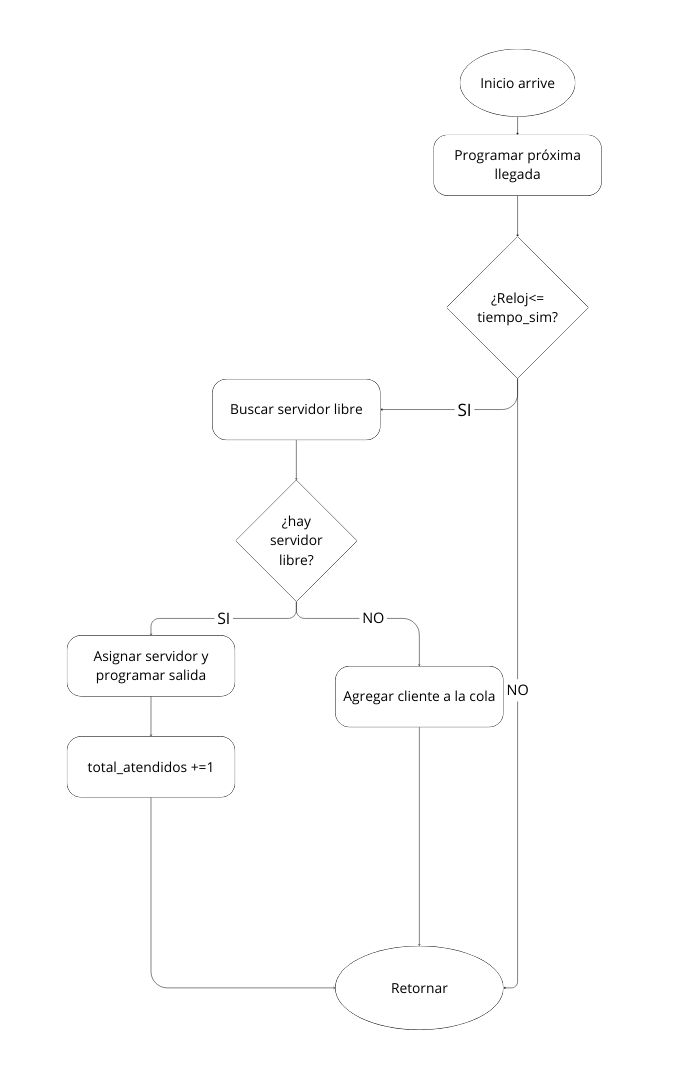 Inicio arrive
Programar próxima
llegada
¿Reloj<=
tiempo_sim?
SI
Buscar servidor libre
¿hay
servidor
libre?
SI
NO
Asignar servidor y
programar salida
Agregar cliente a la cola
NO
total_atendidos +=1
Retornar